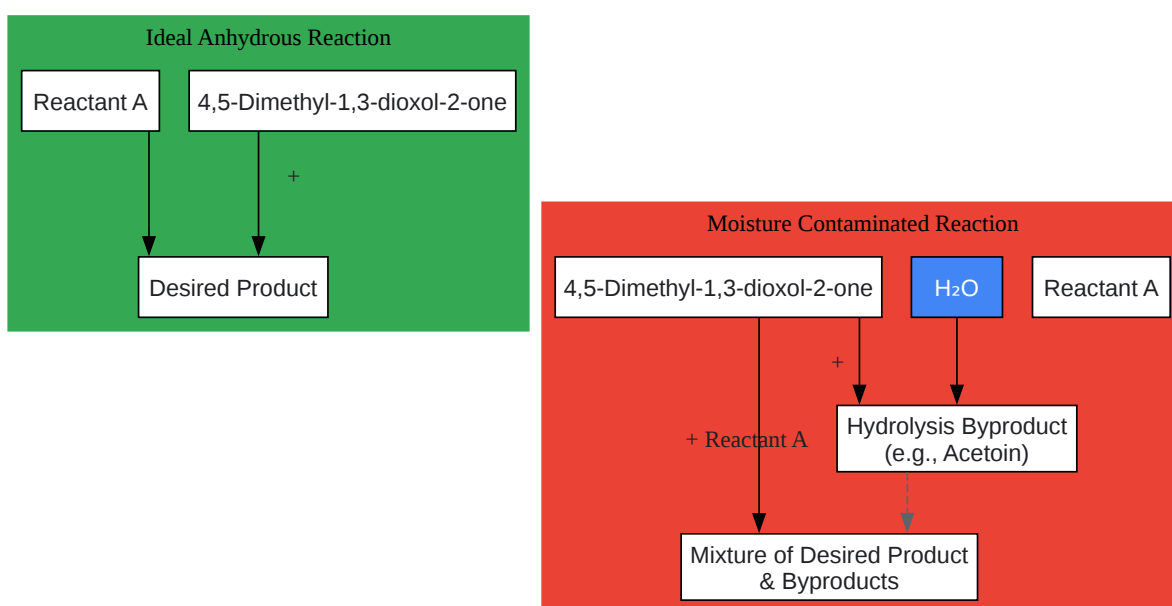 Ideal Anhydrous Reaction
Reactant A
4,5-Dimethyl-1,3-dioxol-2-one
+
Desired Product
Moisture Contaminated Reaction
4,5-Dimethyl-1,3-dioxol-2-one
H₂O
Reactant A
+
+ Reactant A
Hydrolysis Byproduct
(e.g., Acetoin)
Mixture of Desired Product
& Byproducts